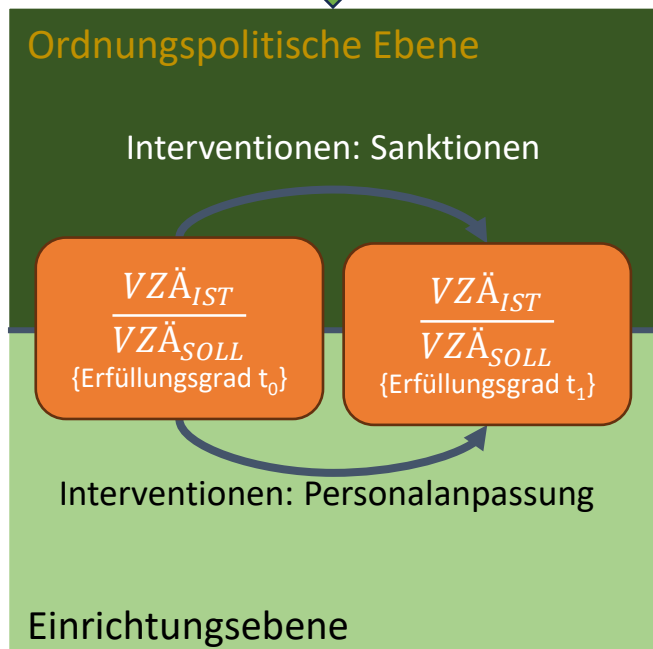 Ordnungspolitische Ebene
Interventionen: Sanktionen
VZÄ_IST
VZÄ_SOLL
{Erfüllungsgrad t₀}
VZÄ_IST
VZÄ_SOLL
{Erfüllungsgrad t₁}
Interventionen: Personalanpassung
Einrichtungsebene